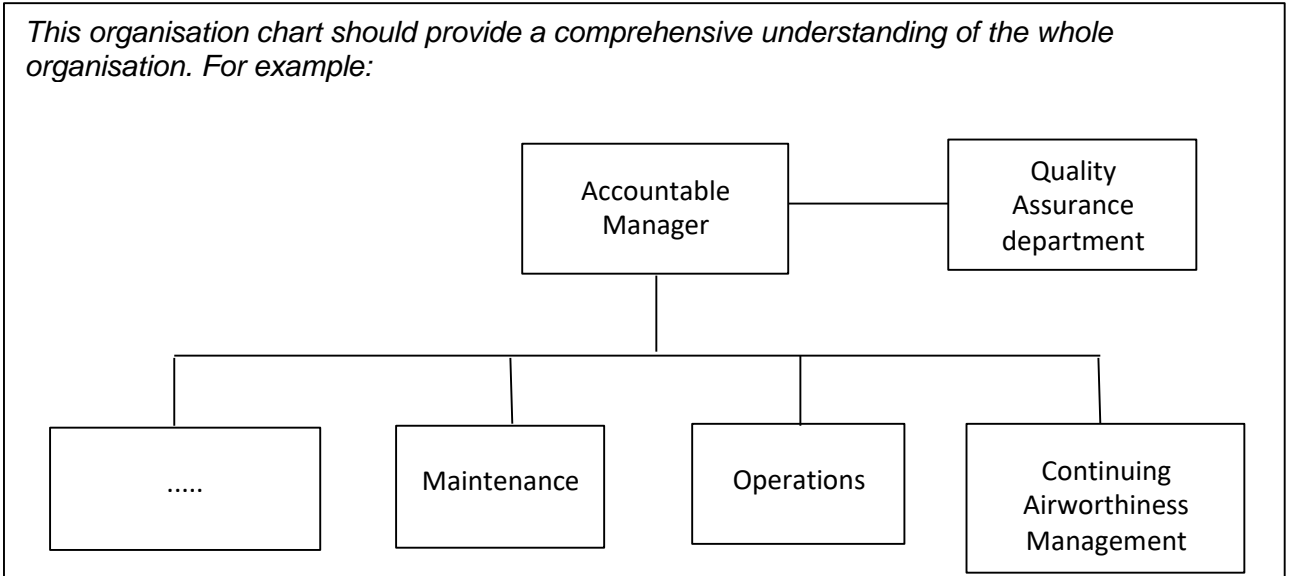 This organisation chart should provide a comprehensive understanding of the whole
organisation. For example:
Accountable
Manager
Quality
Assurance
department
.....
Maintenance
Operations
Continuing
Airworthiness
Management